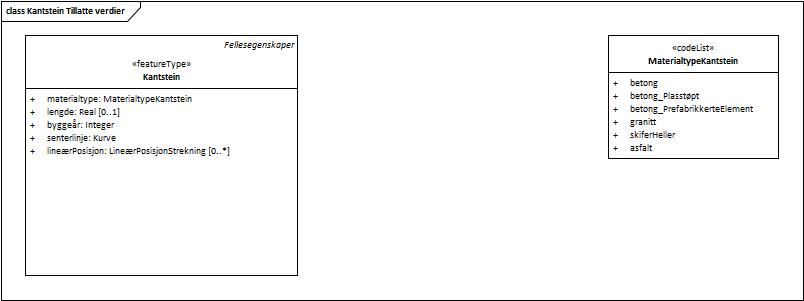 class Kantstein Tillatte verdier
Fellesegenskaper
«featureType»
Kantstein
+ materialtype: MaterialtypeKantstein
+ lengde: Real [0..1]
+ byggeår: Integer
+ senterlinje: Kurve
+ lineærPosisjon: LineærPosisjonStrekning [0..*]
«codeList»
MaterialtypeKantstein
+ betong
+ betong_Plasstøpt
+ betong_PrefabrikkerteElement
+ granitt
+ skiferHeller
+ asfalt